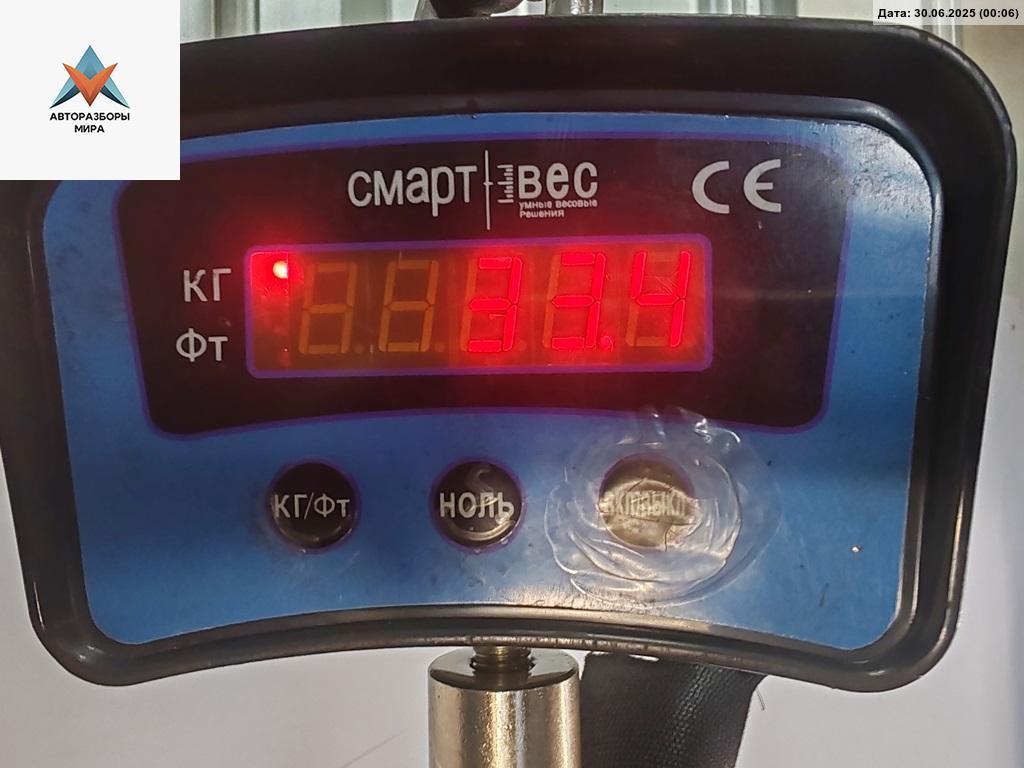 Дата: 30.06.2025 (00:06)
АВТОРАЗБОРЫ
МИРА
смарт вес
умные весовые
Решения
CE
КГ
Фт
33.4
КГ/Фт
НОЛЬ